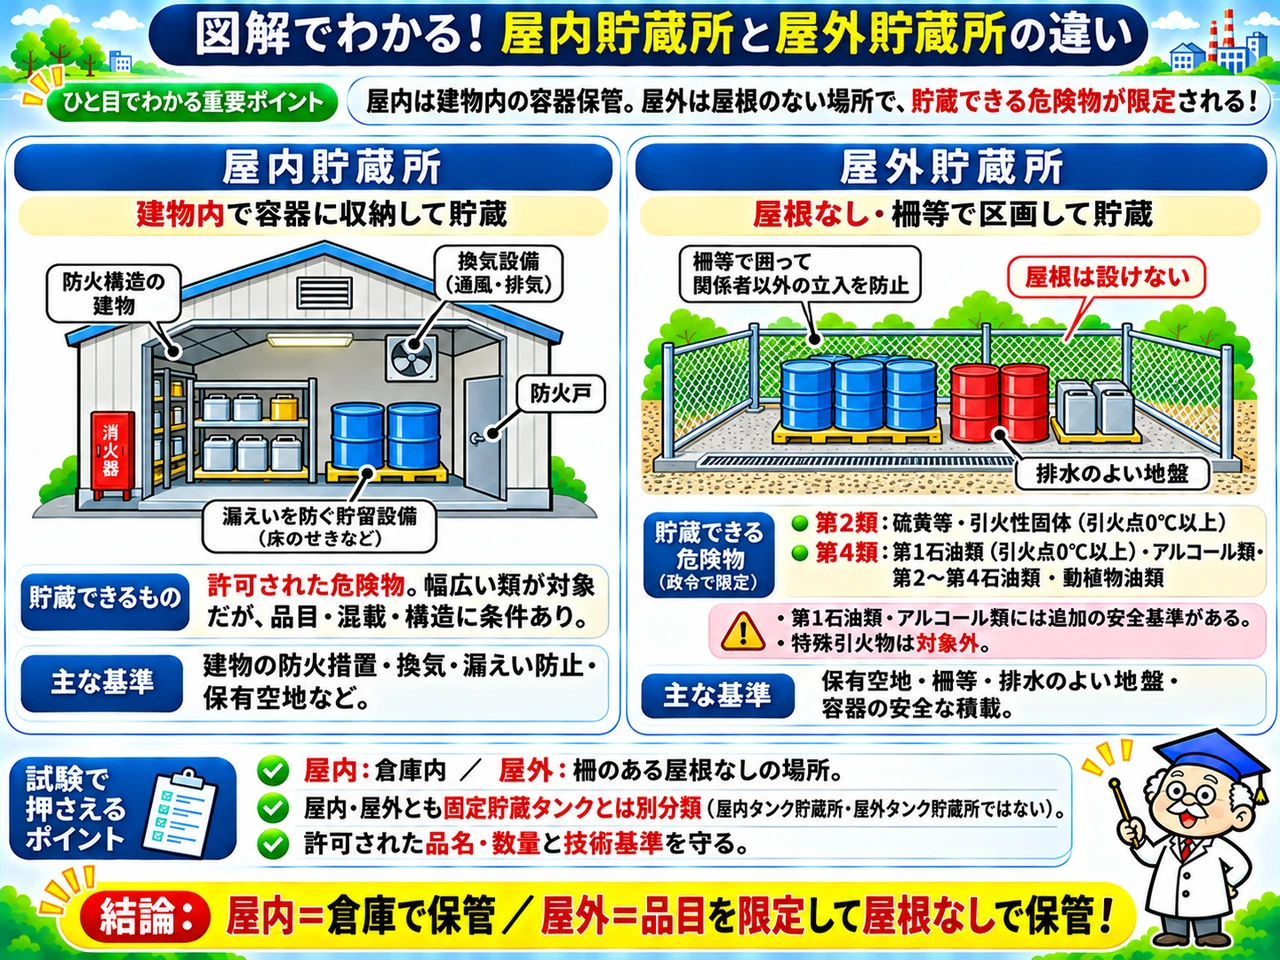 図解でわかる！屋内貯蔵所と屋外貯蔵所の違い
ひと目でわかる重要ポイント
屋内は建物内の容器保管。屋外は屋根のない場所で、貯蔵できる危険物が限定される！
屋内貯蔵所
建物内で容器に収納して貯蔵
防火構造の
建物
換気設備
（通風・排気）
防火戸
消火器
漏えいを防ぐ貯留設備
（床のせきなど）
貯蔵できるもの
許可された危険物。幅広い類が対象
だが、品目・混載・構造に条件あり。
主な基準
建物の防火措置・換気・漏えい防止・
保有空地など。
屋外貯蔵所
屋根なし・柵等で区画して貯蔵
柵等で囲って
関係者以外の立入を防止
屋根は設けない
排水のよい地盤
貯蔵できる
危険物
（政令で限定）
第2類：硫黄等・引火性固体（引火点0℃以上）
第4類：第1石油類（引火点0℃以上）・アルコール類・
第2～第4石油類・動植物油類
・第1石油類・アルコール類には追加の安全基準がある。
・特殊引火物は対象外。
主な基準
保有空地・柵等・排水のよい地盤・
容器の安全な積載。
試験で
押さえる
ポイント
屋内：倉庫内 ／ 屋外：柵のある屋根なしの場所。
屋内・屋外とも固定貯蔵タンクとは別分類（屋内タンク貯蔵所・屋外タンク貯蔵所ではない）。
許可された品名・数量と技術基準を守る。
結論：
屋内＝倉庫で保管／屋外＝品目を限定して屋根なしで保管！